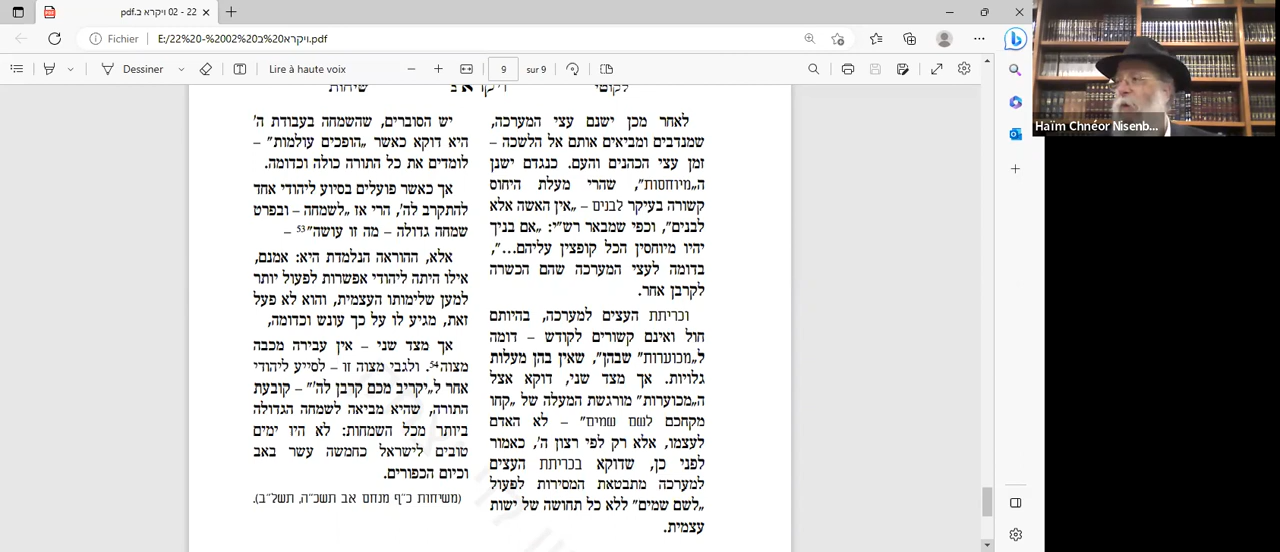 22 - 02 ויקרא ב.pdf
Fichier
E:/22%20-%2002%20ויקרא%20ב.pdf
Dessiner
Lire à haute voix
9
sur 9
לקוטי
ויקרא ב
שיחות
לאחר מכן ישנם עצי המערכה,
שמנדבים ומביאים אותם אל הלשכה –
זמן עצי הכהנים והעם. כנגדם ישנן
ה„מיוחסות”, שהרי מעלת היחוס
קשורה בעיקר לבנים – „אין האשה אלא
לבנים”, וכפי שמבאר רש״י: „אם בניך
יהיו מיוחסין הכל קופצין עליהם...”,
בדומה לעצי המערכה שהם הכשרה
לקרבן אחר.
וכריתת העצים למערכה, בהיותם
חול ואינם קשורים לקודש – דומה
ל„מכוערות” שבהן”, שאין בהן מעלות
גלויות. אך מצד שני, דוקא אצל
ה„מכוערות” מורגשת המעלה של „קחו
מקחכם לשם שמים” – לא האדם
לעצמו, אלא רק לפי רצון ה', כאמור
לפני כן, שדוקא בכריתת העצים
למערכה מתבטאת המסירות לפעול
„לשם שמים” ללא כל תחושה של ישות
עצמית.
יש הסוברים, שהשמחה בעבודת ה'
היא דוקא כאשר „הופכים עולמות” –
לומדים את כל התורה כולה וכדומה.
אך כאשר פועלים בסיוע ליהודי אחד
להתקרב לה', הרי אז „לשמחה – ובפרט
שמחה גדולה – מה זו עושה”53 –
אלא, ההוראה הנלמדת היא: אמנם,
אילו היתה ליהודי אפשרות לפעול יותר
למען שלימותו העצמית, והוא לא פעל
זאת, מגיע לו על כך עונש וכדומה,
אך מצד שני – אין עבירה מכבה
מצוה54. ולגבי מצוה זו – לסייע ליהודי
אחר ל„יקריב מכם קרבן לה'” – קובעת
התורה, שהיא מביאה לשמחה הגדולה
ביותר מכל השמחות: לא היו ימים
טובים לישראל כחמשה עשר באב
וכיום הכפורים.
(משיחות כ״ף מנחם אב תשכ״ה, תשל״ב).
Haïm Chnéor Nisenb...